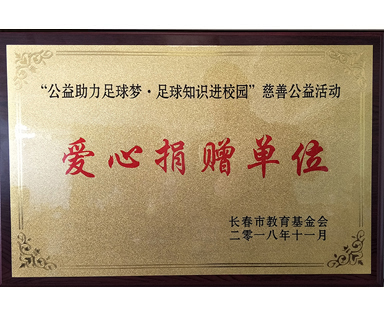 “公益助力足球梦·足球知识进校园”慈善公益活动
爱心捐赠单位
长春市教育基金会
二零一八年十一月